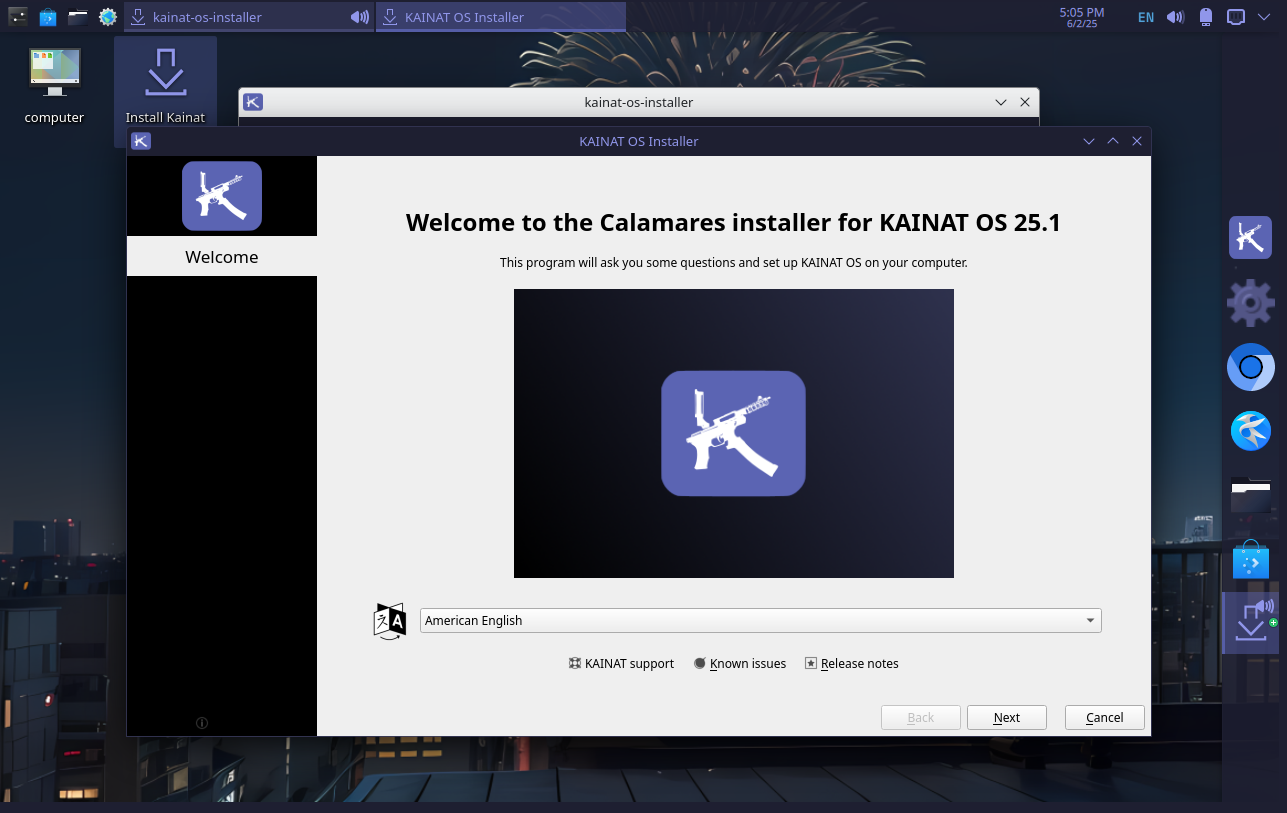 kainat-os-installer
KAINAT OS Installer
5:05 PM
6/2/25
EN
computer
Install Kainat
kainat-os-installer
KAINAT OS Installer
Welcome
Welcome to the Calamares installer for KAINAT OS 25.1
This program will ask you some questions and set up KAINAT OS on your computer.
American English
KAINAT support
Known issues
Release notes
Back
Next
Cancel